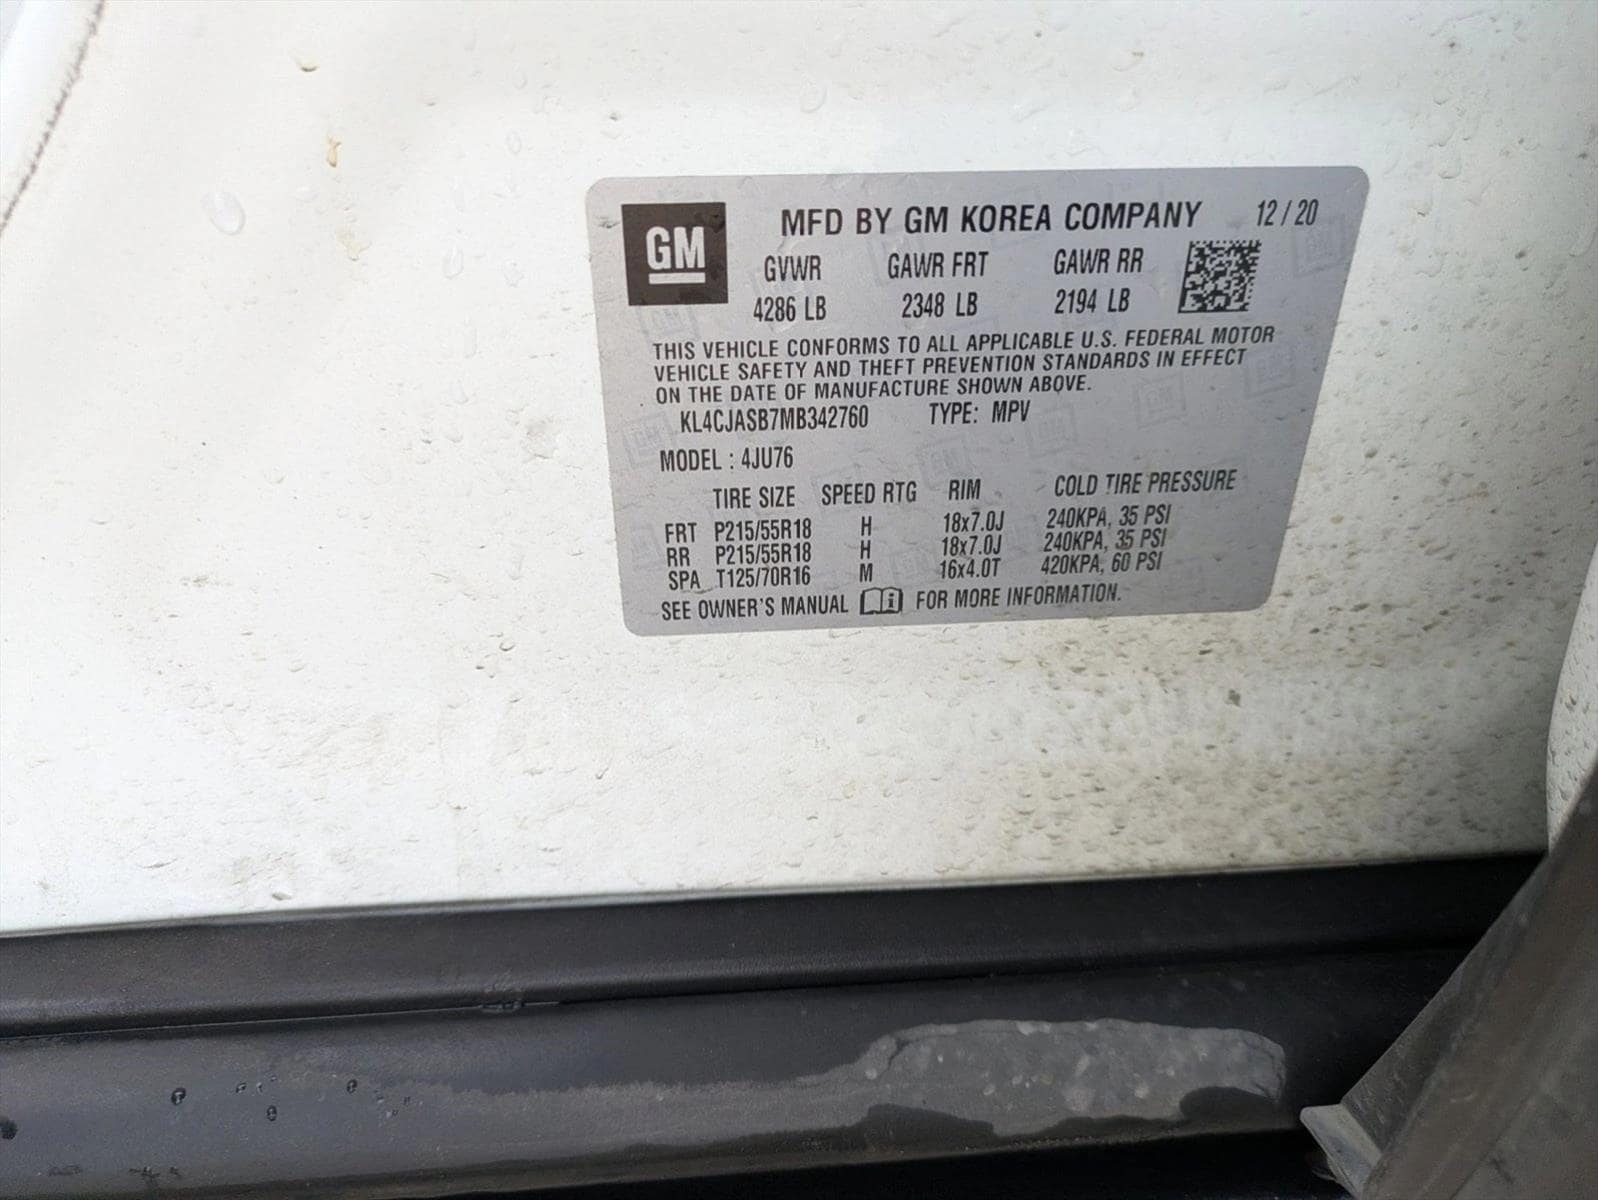 GM
MFD BY GM KOREA COMPANY 12/20
GVWR GAWR FRT GAWR RR
4286 LB 2348 LB 2194 LB
THIS VEHICLE CONFORMS TO ALL APPLICABLE U.S. FEDERAL MOTOR
VEHICLE SAFETY AND THEFT PREVENTION STANDARDS IN EFFECT
ON THE DATE OF MANUFACTURE SHOWN ABOVE.
KL4CJASB7MB342760 TYPE: MPV
MODEL : 4JU76
TIRE SIZE SPEED RTG RIM COLD TIRE PRESSURE
FRT P215/55R18 H 18x7.0J 240KPA, 35 PSI
RR P215/55R18 H 18x7.0J 240KPA, 35 PSI
SPA T125/70R16 M 16x4.0T 420KPA, 60 PSI
SEE OWNER'S MANUAL i FOR MORE INFORMATION.